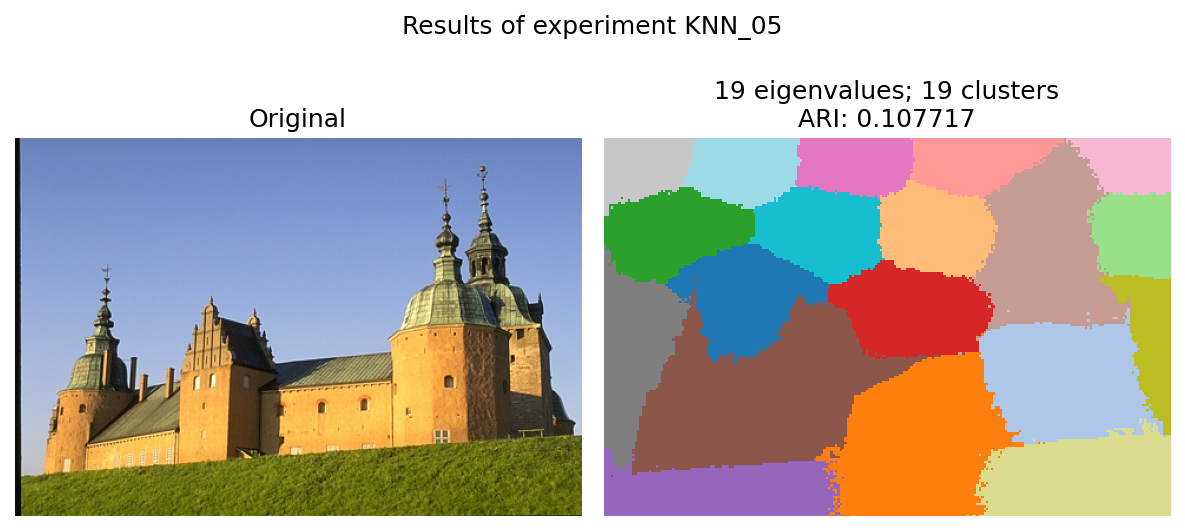 Results of experiment KNN_05
Original
19 eigenvalues; 19 clusters
ARI: 0.107717